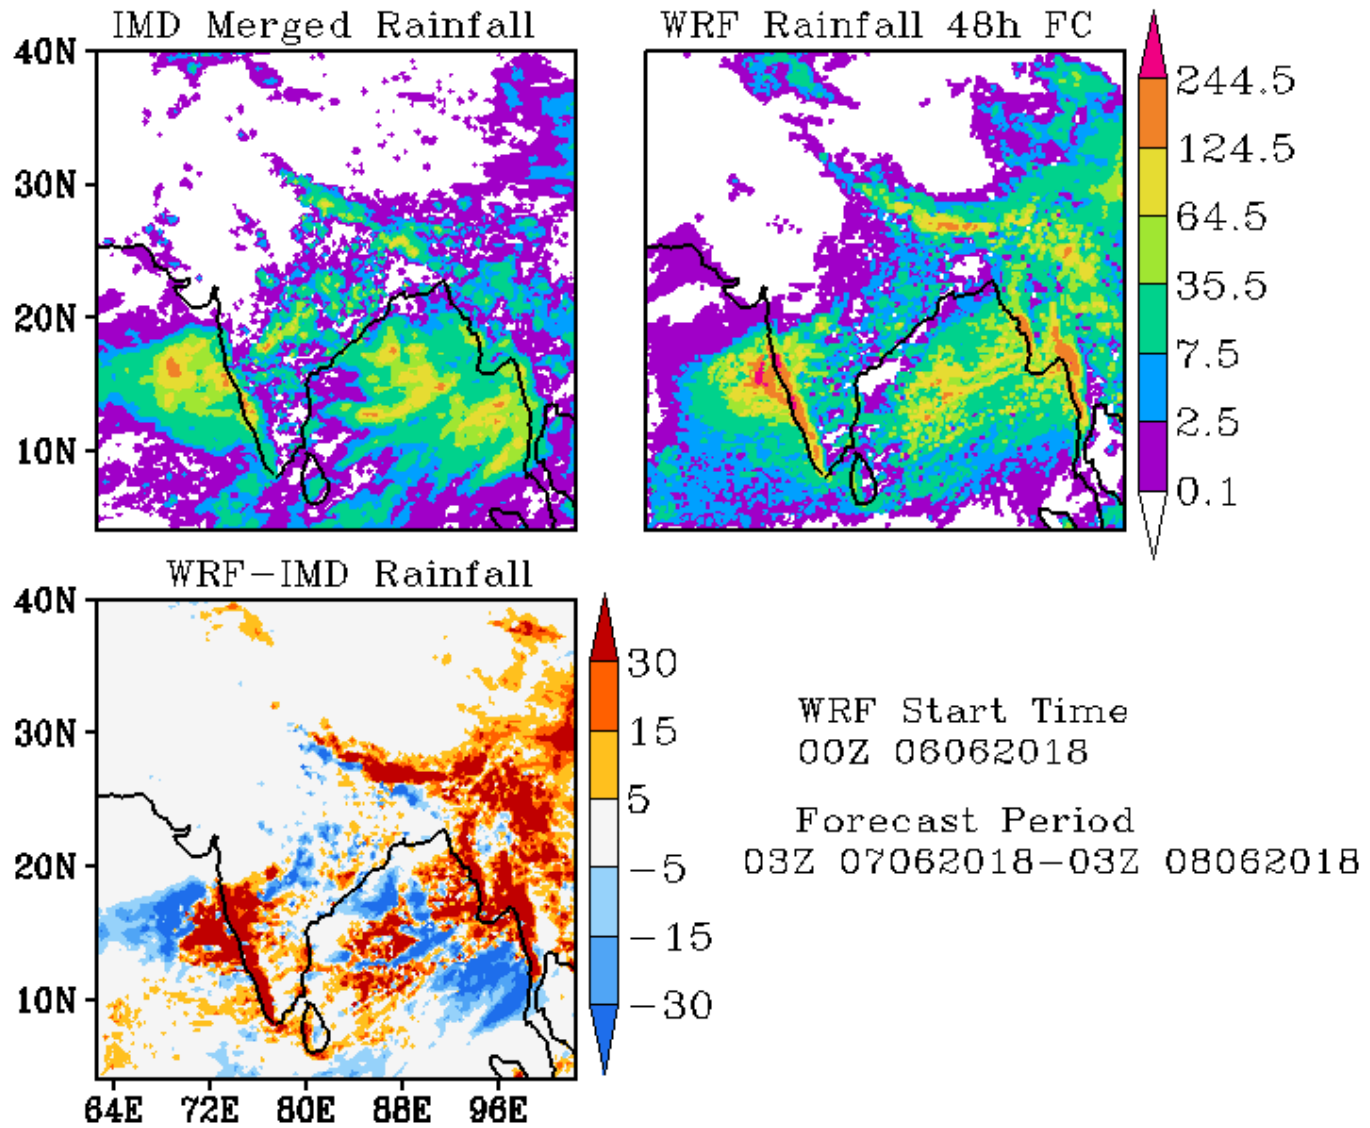 IMD Merged Rainfall
WRF Rainfall 48h FC
40N
30N
20N
10N
244.5
124.5
64.5
35.5
7.5
2.5
0.1
WRF-IMD Rainfall
40N
30N
20N
10N
64E 72E 80E 88E 96E
30
15
5
-5
-15
-30
WRF Start Time
00Z 06062018
Forecast Period
03Z 07062018-03Z 08062018